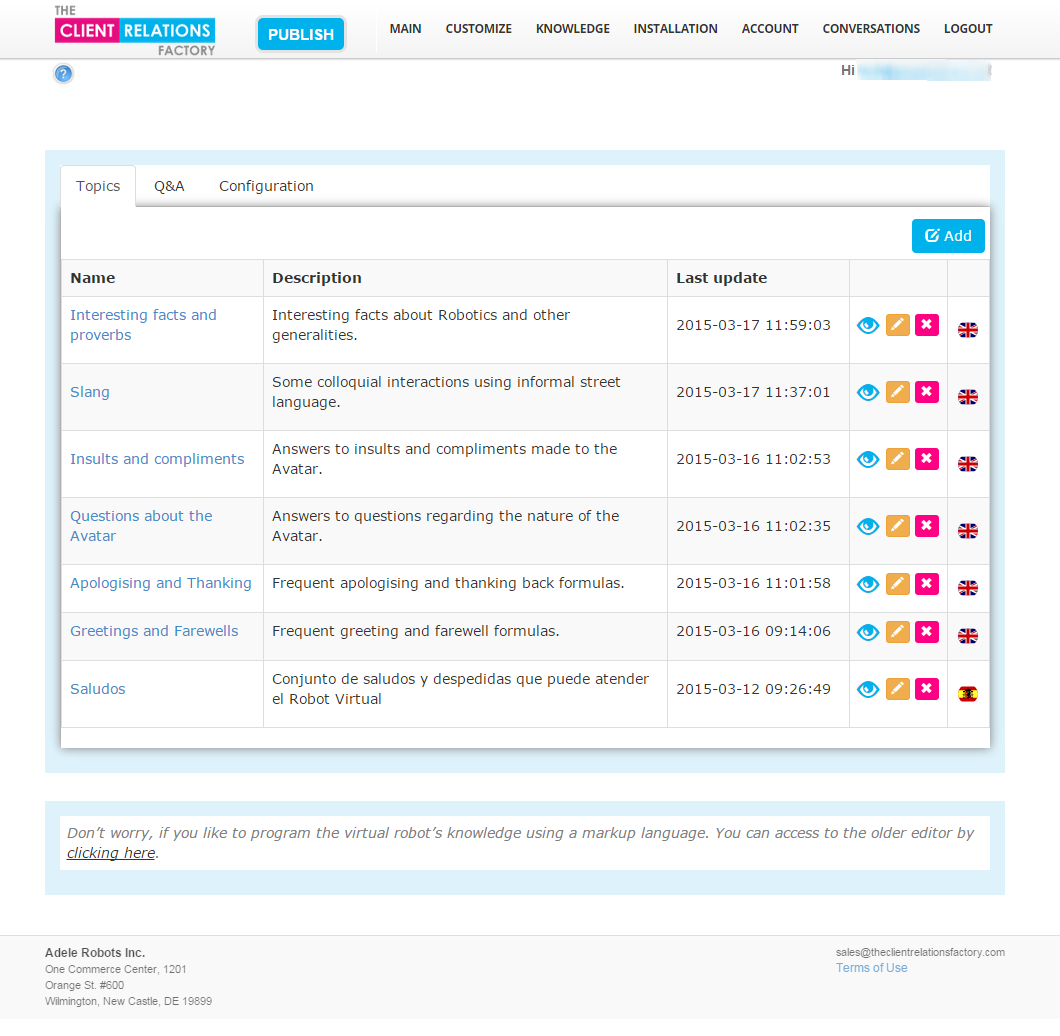 THE
CLIENT RELATIONS
FACTORY
PUBLISH
MAIN CUSTOMIZE KNOWLEDGE INSTALLATION ACCOUNT CONVERSATIONS LOGOUT
?
Hi
Topics Q&A Configuration
Add
Name Description Last update
Interesting facts and
proverbs
Interesting facts about Robotics and other
generalities.
2015-03-17 11:59:03
Slang
Some colloquial interactions using informal street
language.
2015-03-17 11:37:01
Insults and compliments
Answers to insults and compliments made to the
Avatar.
2015-03-16 11:02:53
Questions about the
Avatar
Answers to questions regarding the nature of the
Avatar.
2015-03-16 11:02:35
Apologising and Thanking
Frequent apologising and thanking back formulas.
2015-03-16 11:01:58
Greetings and Farewells
Frequent greeting and farewell formulas.
2015-03-16 09:14:06
Saludos
Conjunto de saludos y despedidas que puede atender
el Robot Virtual
2015-03-12 09:26:49
Don’t worry, if you like to program the virtual robot’s knowledge using a markup language. You can access to the older editor by
clicking here.
Adele Robots Inc.
One Commerce Center, 1201
Orange St. #600
Wilmington, New Castle, DE 19899
sales@theclientrelationsfactory.com
Terms of Use